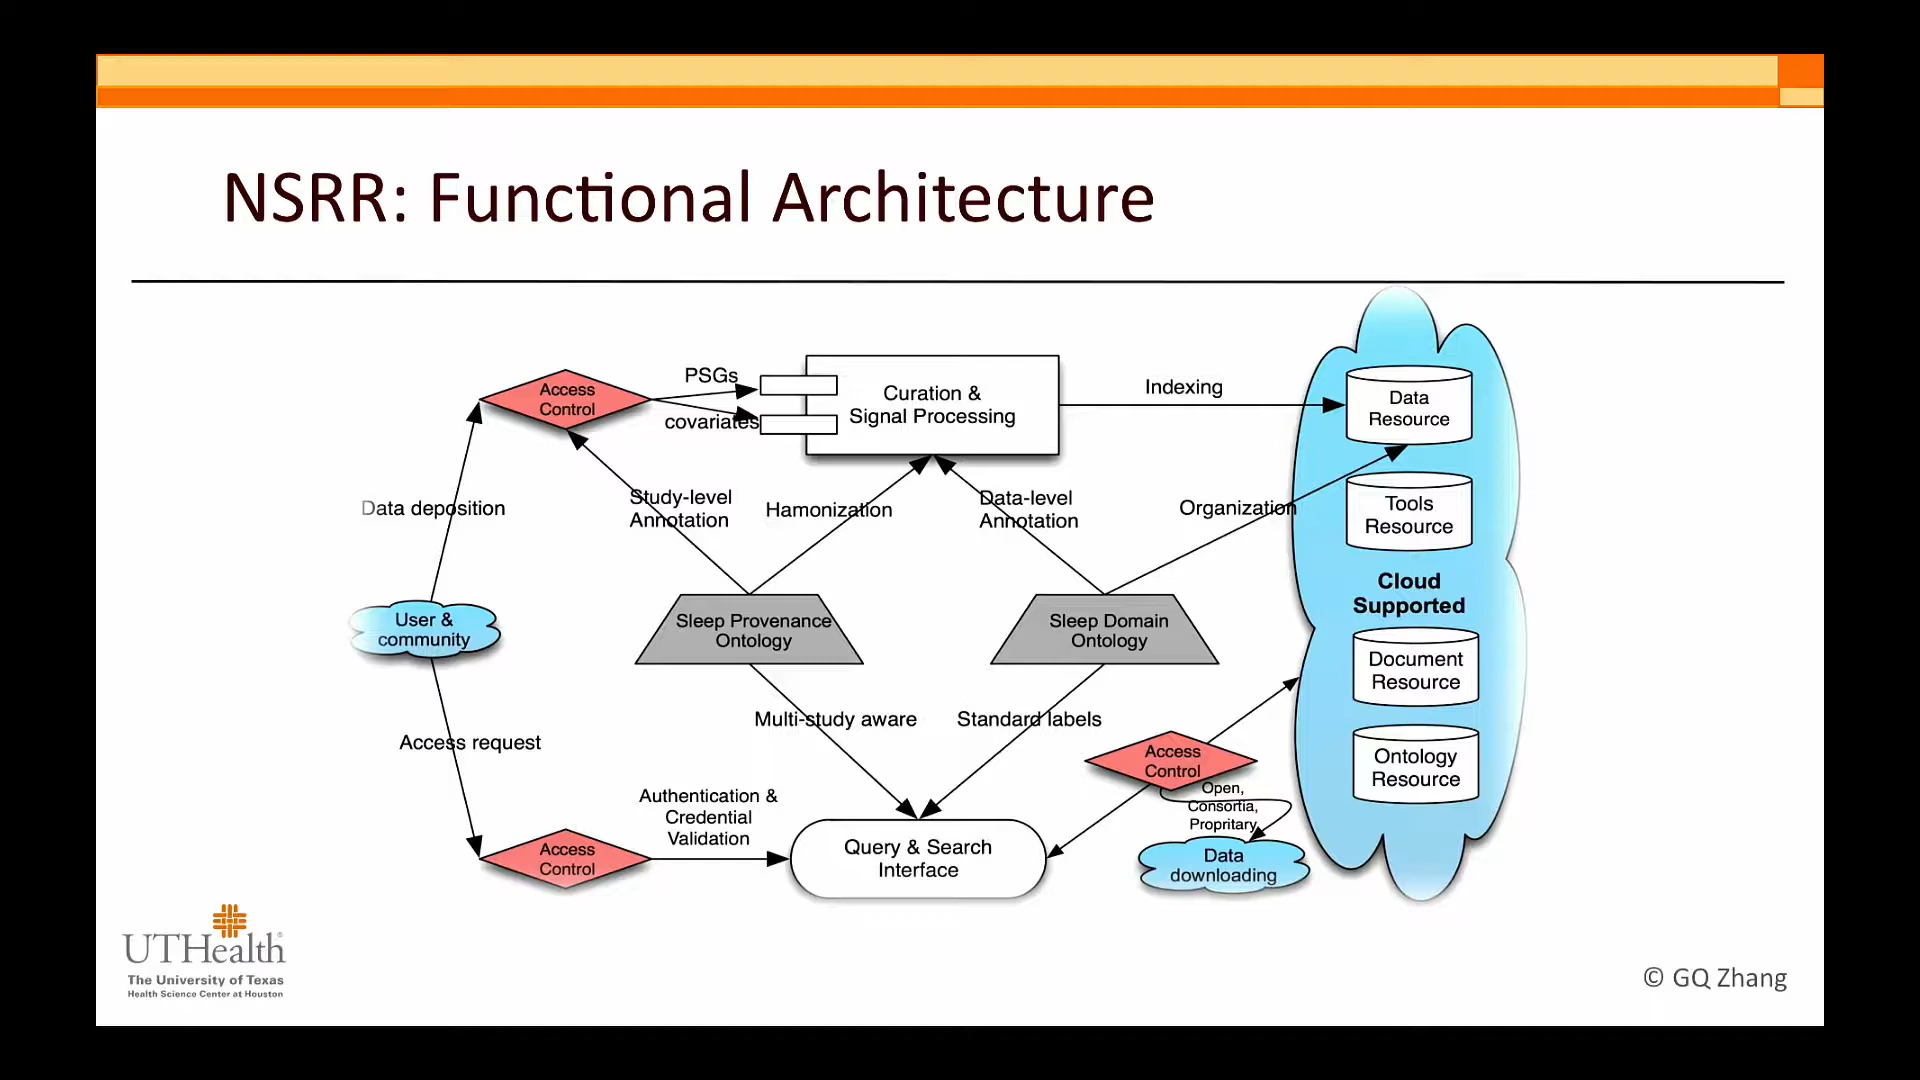 NSRR: Functional Architecture
Access
Control
PSGs
covariates
Curation &
Signal Processing
Indexing
Data
Resource
Data deposition
Study-level
Annotation
Hamonization
Data-level
Annotation
Organization
Tools
Resource
Cloud
Supported
User &
community
Sleep Provenance
Ontology
Sleep Domain
Ontology
Document
Resource
Access request
Multi-study aware
Standard labels
Access
Control
Open,
Consortia,
Propritary
Ontology
Resource
Authentication &
Credential
Validation
Access
Control
Query & Search
Interface
Data
downloading
UTHealth®
The University of Texas
Health Science Center at Houston
© GQ Zhang